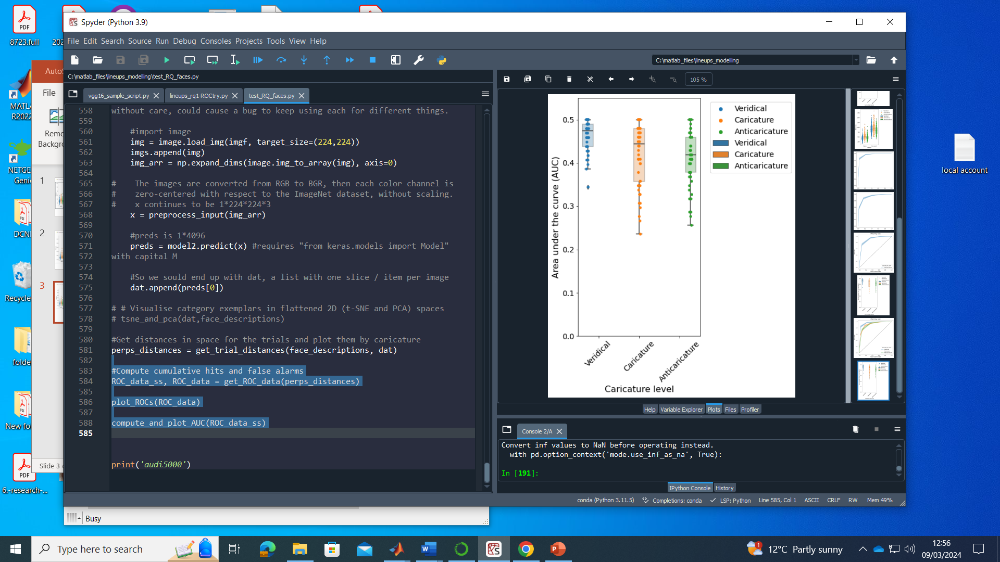 PDF
8723.full
202
Spyder (Python 3.9)
File Edit Search Source Run Debug Consoles Projects Tools View Help
C:\matlab_files\lineups_modelling
C:\matlab_files\lineups_modelling\test_RQ_faces.py
vgg16_sample_script.py
lineups_rq1-ROCtry.py
test_RQ_faces.py
105 %
558 without care, could cause a bug to keep using each for different things.
559
560 #import image
561 img = image.load_img(imgf, target_size=(224,224))
562 imgs.append(img)
563 img_arr = np.expand_dims(image.img_to_array(img), axis=0)
564
565 # The images are converted from RGB to BGR, then each color channel is
566 # zero-centered with respect to the ImageNet dataset, without scaling.
567 # x continues to be 1*224*224*3
568 x = preprocess_input(img_arr)
569
570 #preds is 1*4096
571 preds = model2.predict(x) #requires "from keras.models import Model"
572 with capital M
573
574 #So we sould end up with dat, a list with one slice / item per image
575 dat.append(preds[0])
576
577 # # Visualise category exemplars in flattened 2D (t-SNE and PCA) spaces
578 # tsne_and_pca(dat,face_descriptions)
579
580 #Get distances in space for the trials and plot them by caricature
581 perps_distances = get_trial_distances(face_descriptions, dat)
582
583 #Compute cumulative hits and false alarms
584 ROC_data_ss, ROC_data = get_ROC_data(perps_distances)
585
586 plot_ROCs(ROC_data)
587
588 compute_and_plot_AUC(ROC_data_ss)
585
print('audi5000')
Veridical
Caricature
Anticaricature
Veridical
Caricature
Anticaricature
0.5
0.4
0.3
0.2
0.1
0.0
Area under the curve (AUC)
Veridical
Caricature
Anticaricature
Caricature level
Help
Variable Explorer
Plots
Files
Profiler
Console 2/A
Convert inf values to NaN before operating instead.
with pd.option_context('mode.use_inf_as_na', True):
In [191]:
IPython Console
History
conda (Python 3.11.5)
Completions: conda
LSP: Python
Line 585, Col 1
ASCII
CRLF
RW
Mem 49%
Busy
AutoS
File
Remo
Backgro
1
2
3
Slide 3
MATLA
R2022
NETGE
Genie
DCNN
Recycle
folde
New fol
PDF
6.-research-...
local account
Type here to search
1
12°C Partly sunny
12:56
09/03/2024